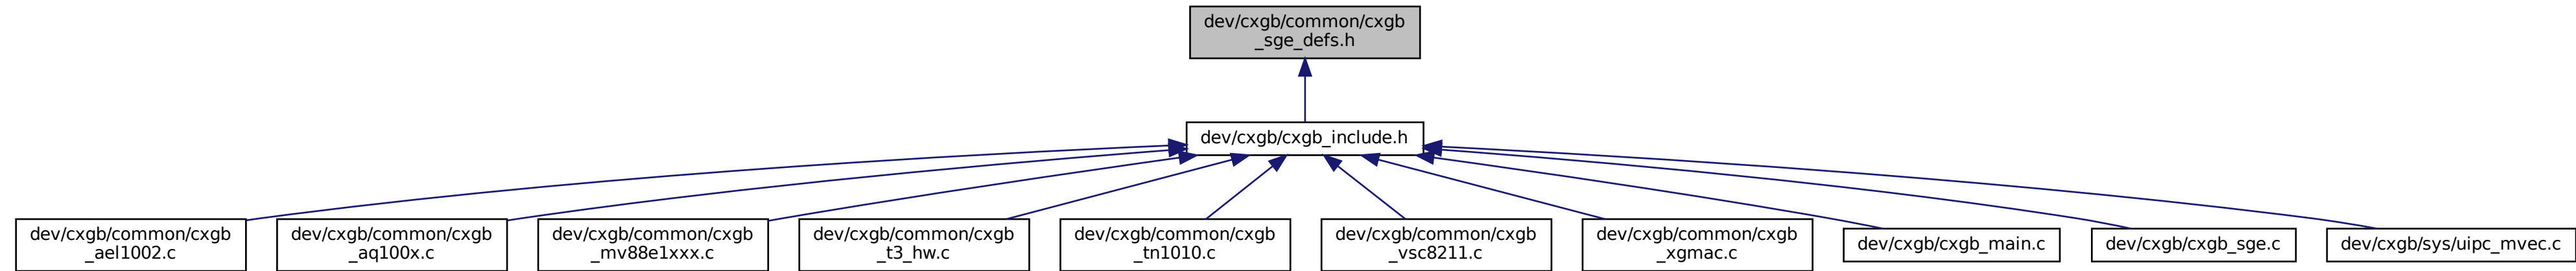 dev/cxgb/common/cxgb
_sge_defs.h
dev/cxgb/cxgb_include.h
dev/cxgb/common/cxgb
_ael1002.c
dev/cxgb/common/cxgb
_aq100x.c
dev/cxgb/common/cxgb
_mv88e1xxx.c
dev/cxgb/common/cxgb
_t3_hw.c
dev/cxgb/common/cxgb
_tn1010.c
dev/cxgb/common/cxgb
_vsc8211.c
dev/cxgb/common/cxgb
_xgmac.c
dev/cxgb/cxgb_main.c
dev/cxgb/cxgb_sge.c
dev/cxgb/sys/uipc_mvec.c